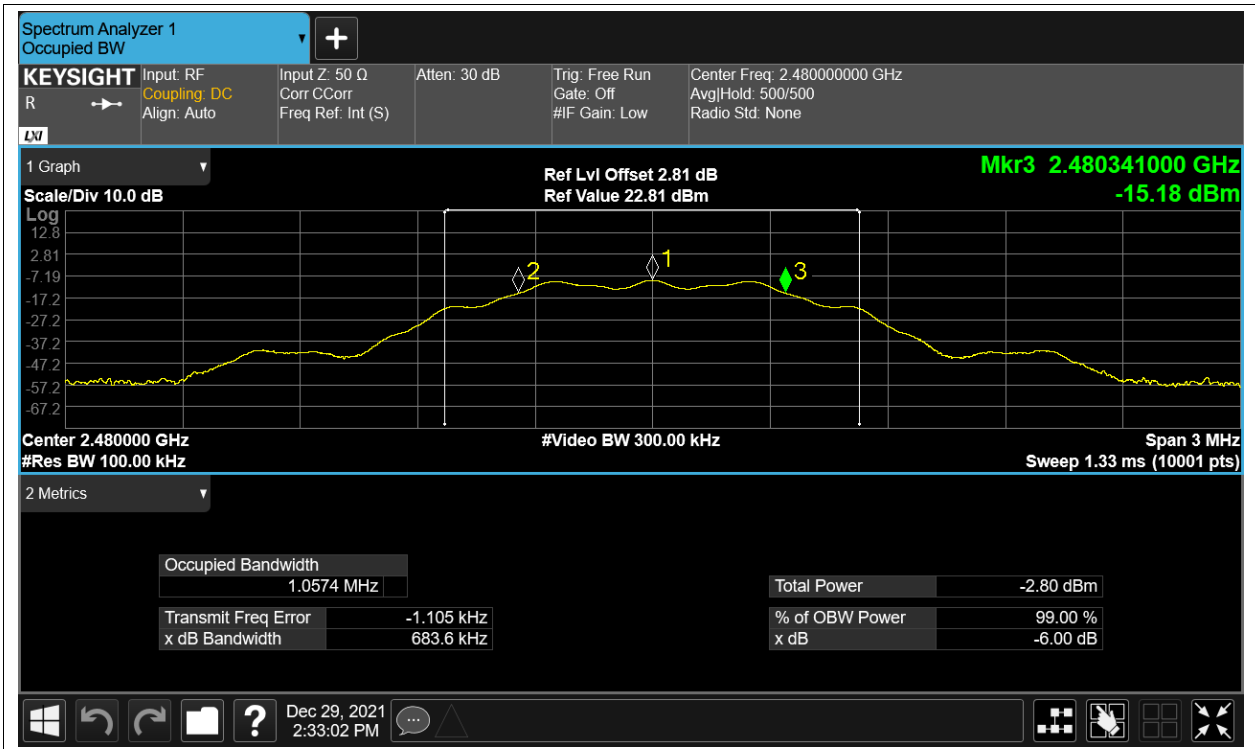 Spectrum Analyzer 1
Occupied BW
KEYSIGHT
R
LXI
Input: RF
Coupling: DC
Align: Auto
Input Z: 50 Ω
Corr CCorr
Freq Ref: Int (S)
Atten: 30 dB
Trig: Free Run
Gate: Off
#IF Gain: Low
Center Freq: 2.480000000 GHz
Avg|Hold: 500/500
Radio Std: None
1 Graph
Scale/Div 10.0 dB
Ref Lvl Offset 2.81 dB
Ref Value 22.81 dBm
Mkr3 2.480341000 GHz
-15.18 dBm
Log
12.8
2.81
-7.19
-17.2
-27.2
-37.2
-47.2
-57.2
-67.2
2
1
3
Center 2.480000 GHz
#Res BW 100.00 kHz
#Video BW 300.00 kHz
Span 3 MHz
Sweep 1.33 ms (10001 pts)
2 Metrics
Occupied Bandwidth
1.0574 MHz
Transmit Freq Error -1.105 kHz
x dB Bandwidth 683.6 kHz
Total Power -2.80 dBm
% of OBW Power 99.00 %
x dB -6.00 dB
?
Dec 29, 2021
2:33:02 PM